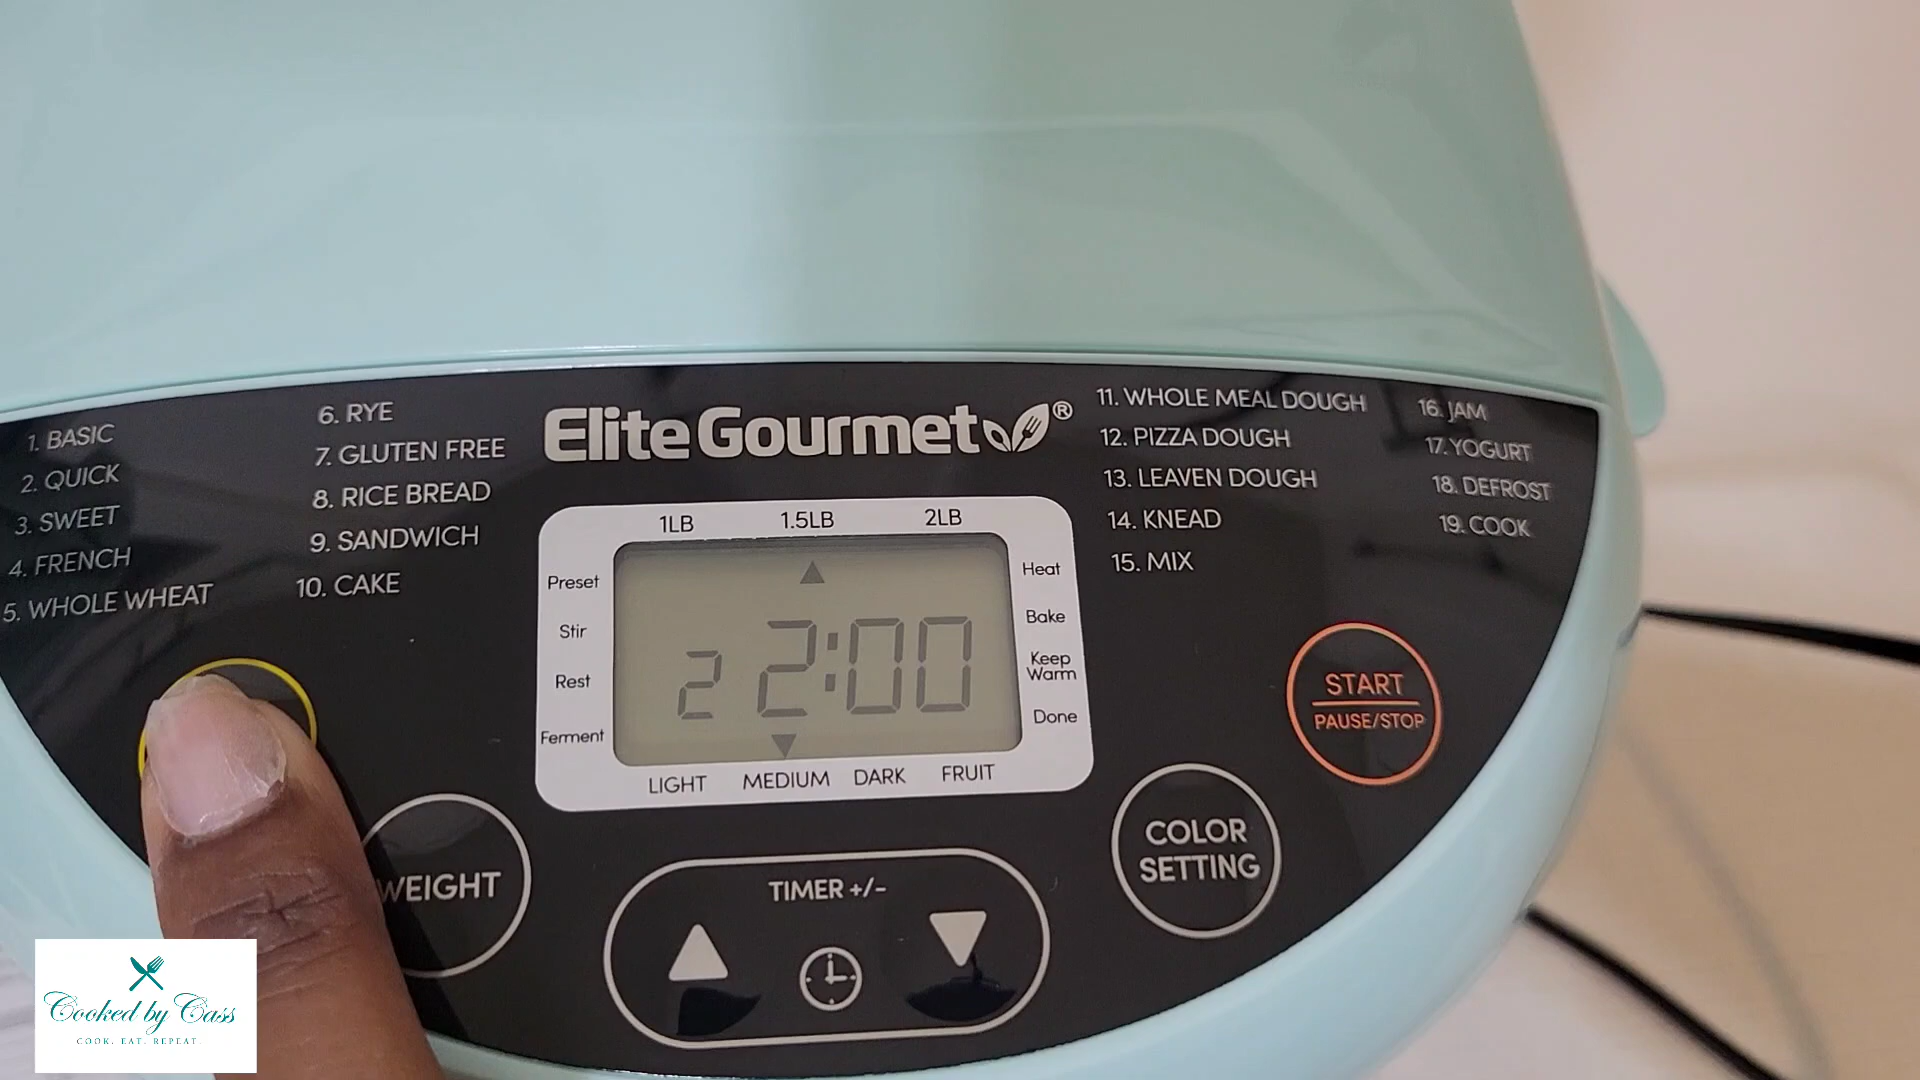 1. BASIC
2. QUICK
3. SWEET
4. FRENCH
5. WHOLE WHEAT
6. RYE
7. GLUTEN FREE
8. RICE BREAD
9. SANDWICH
10. CAKE
Elite Gourmet®
11. WHOLE MEAL DOUGH
12. PIZZA DOUGH
13. LEAVEN DOUGH
14. KNEAD
15. MIX
16. JAM
17. YOGURT
18. DEFROST
19. COOK
1LB 1.5LB 2LB
Preset
Stir
Rest
Ferment
2 2:00
Heat
Bake
Keep
Warm
Done
LIGHT MEDIUM DARK FRUIT
WEIGHT
TIMER +/-
COLOR
SETTING
START
PAUSE/STOP
Cooked by Cass
COOK. EAT. REPEAT.